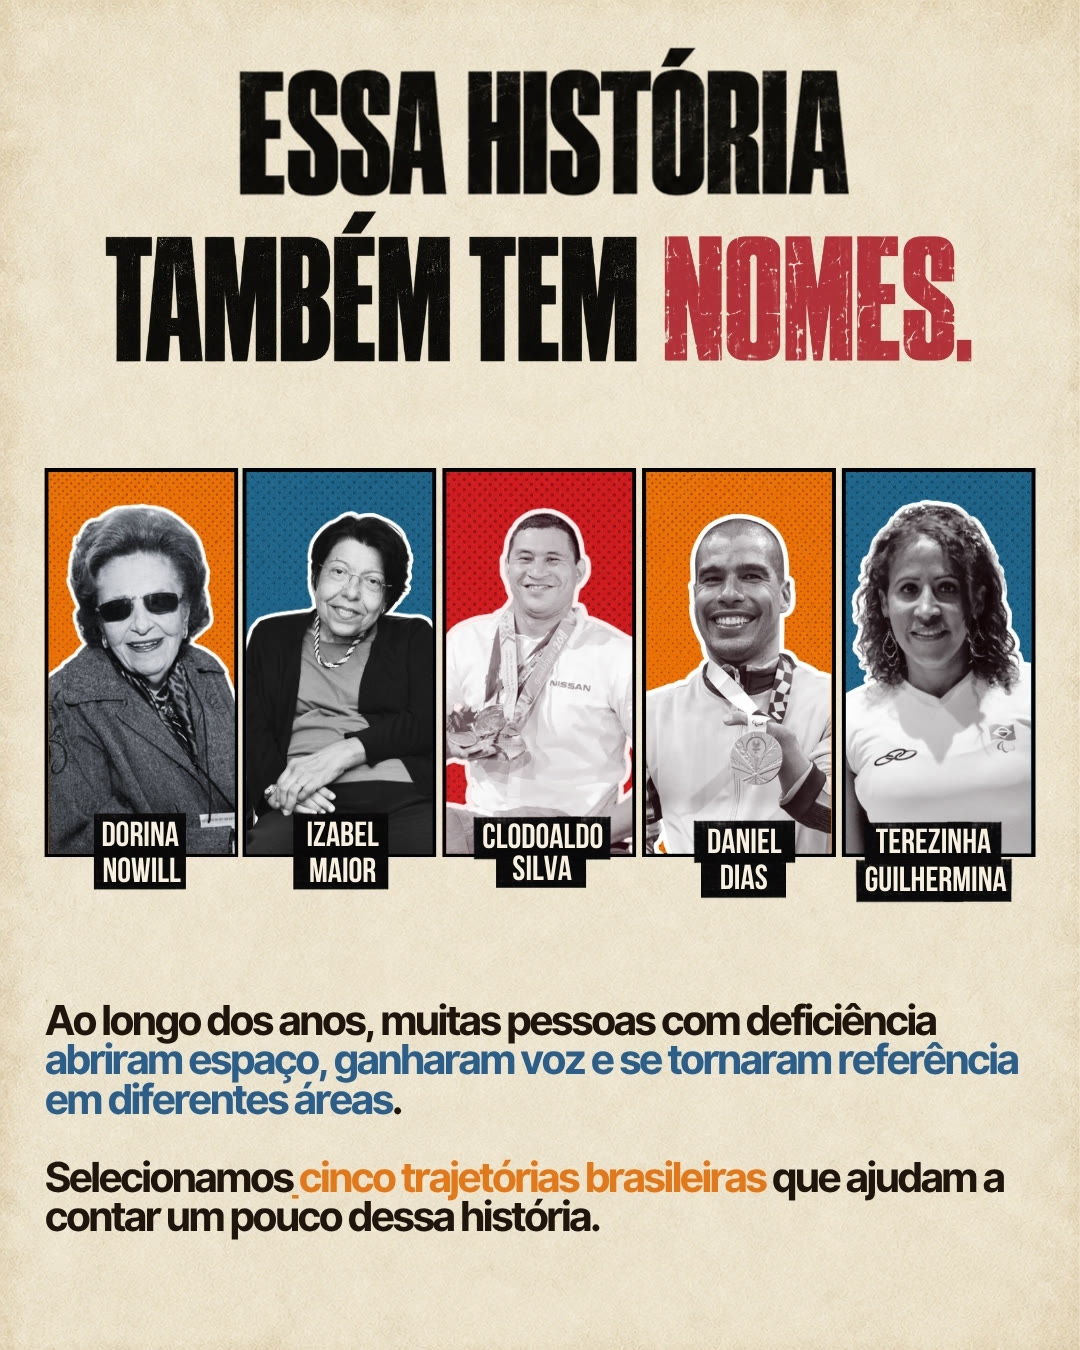 ESSA HISTÓRIA
TAMBÉM TEM NOMES.
NISSAN
DORINA
NOWILL
IZABEL
MAIOR
CLODOALDO
SILVA
DANIEL
DIAS
TEREZINHA
GUILHERMINA
Ao longo dos anos, muitas pessoas com deficiência
abriram espaço, ganharam voz e se tornaram referência
em diferentes áreas.
Selecionamos cinco trajetórias brasileiras que ajudam a
contar um pouco dessa história.